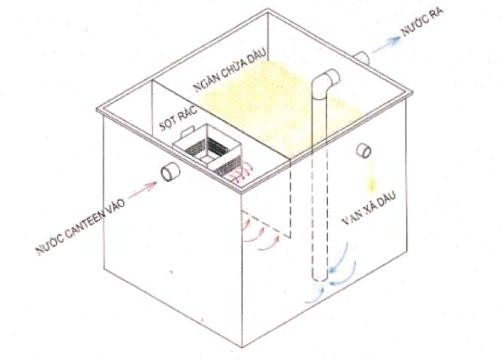 NƯỚC RA
NGĂN CHỨA DẦU
SỌT RÁC
NƯỚC CANTEEN VÀO
VAN XẢ DẦU